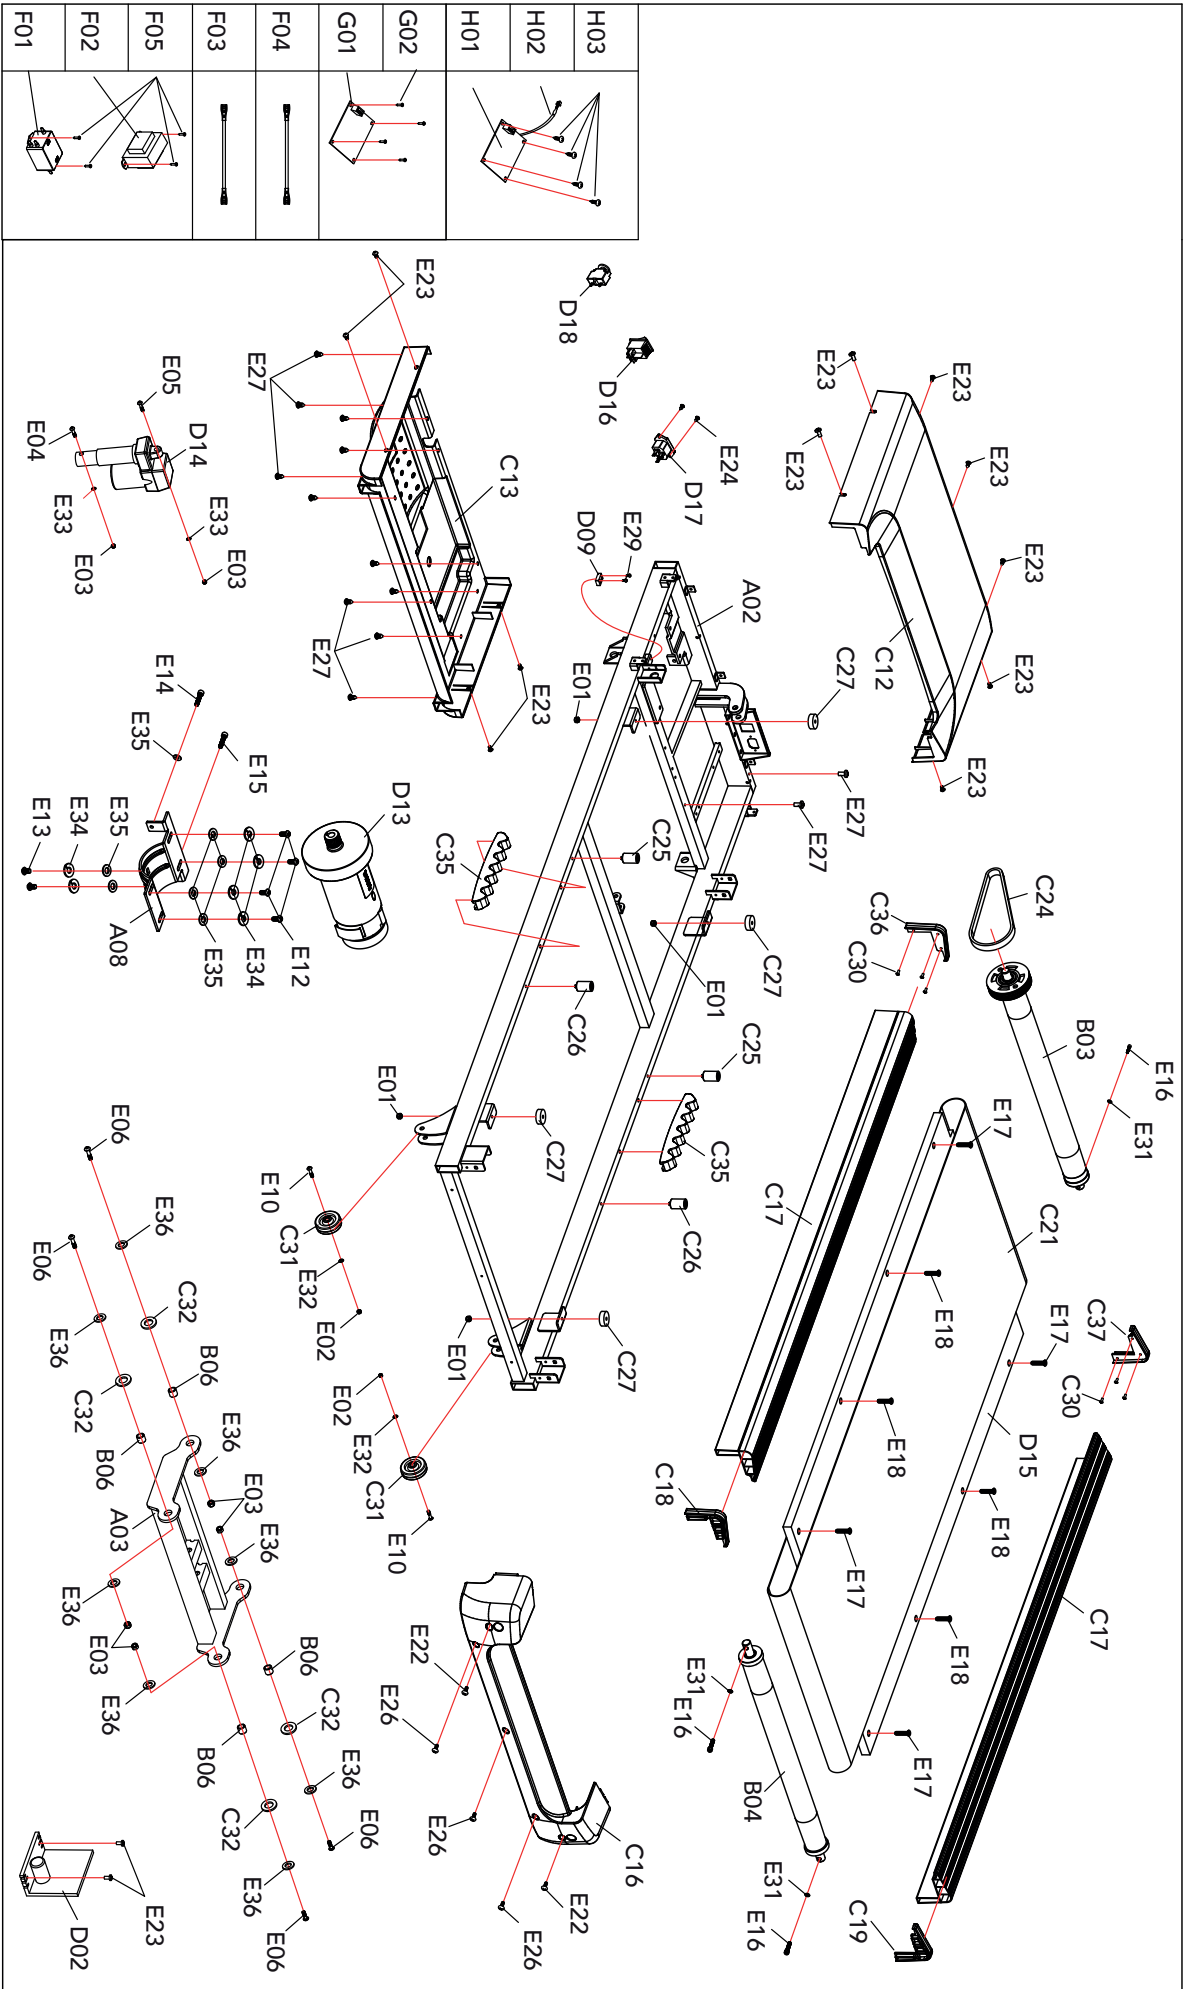 H03
H02
H01
G02
G01
F04
F03
F05
F02
F01
E23
E23
E23
E23
E23
E23
E23
C12
D18
D16
E24
D17
C24
B03
E16
E31
C36
C30
E17
C21
C37
C30
E17
E18
E18
E18
E18
E17
E17
D15
C17
C17
C18
C19
E31
E16
B04
E31
E16
A02
E29
D09
C27
E27
E27
E01
C25
C35
C27
E01
C26
C25
C35
C26
E01
C27
E01
C27
E23
E27
C13
E27
E23
E05
D14
E04
E33
E33
E03
E03
E14
E35
E15
D13
E13
E34
E35
A08
E35
E34
E12
E10
C31
E32
E02
E02
E32
C31
E10
E06
E36
E06
C32
E36
B06
C32
E36
B06
E03
A03
E36
E36
E03
E36
B06
C32
B06
E36
C32
E06
E36
E06
E22
E26
E26
C16
E22
E26
E23
D02